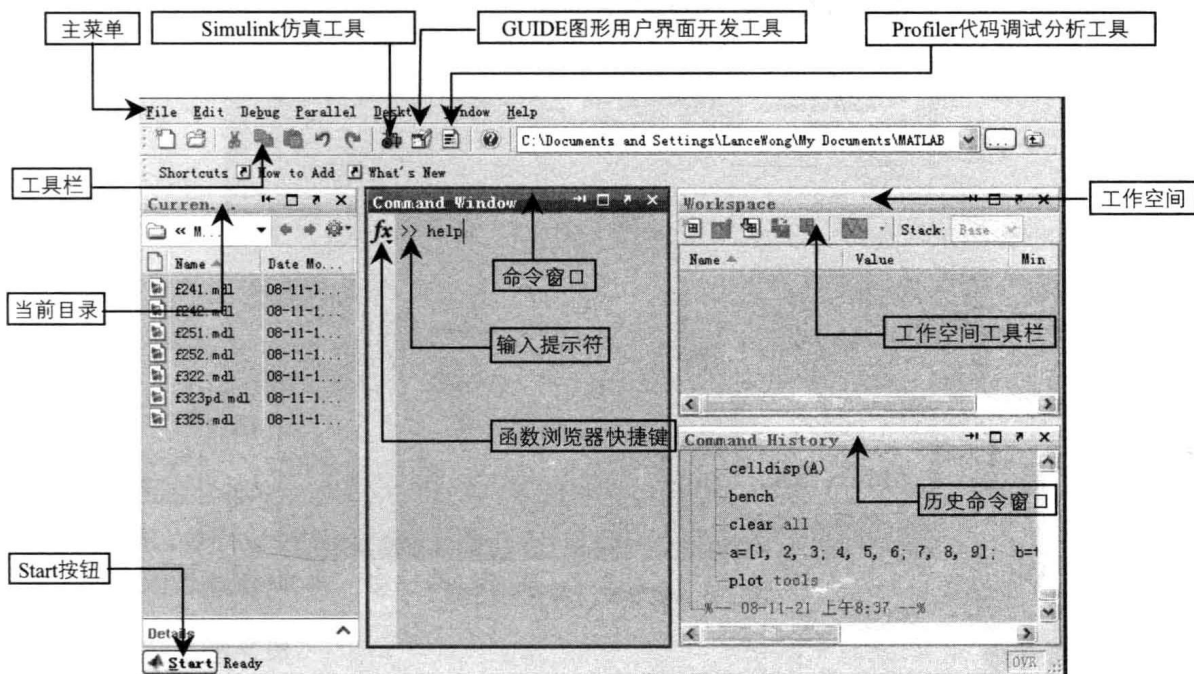 主菜单
Simulink仿真工具
GUIDE图形用户界面开发工具
Profiler代码调试分析工具
File Edit Debug Parallel Help
C:\Documents and Settings\LanceWong\My Documents\MATLAB
...
Shortcuts How to Add What's New
工具栏
工作空间
Curren...
Command Window
Workspace
« M...
fx >> help
Stack: Base
Name Date Mo...
Name Value Min
命令窗口
当前目录
f241.mdl 08-11-1...
f242.mdl 08-11-1...
f251.mdl 08-11-1...
f252.mdl 08-11-1...
f322.mdl 08-11-1...
f323pd.mdl 08-11-1...
f325.mdl 08-11-1...
输入提示符
工作空间工具栏
函数浏览器快捷键
Command History
celldisp(A)
bench
clear all
a=[1, 2, 3; 4, 5, 6; 7, 8, 9];
plot tools
%-- 08-11-21 上午8:37 --%
历史命令窗口
Start按钮
Details
Start Ready
OVR